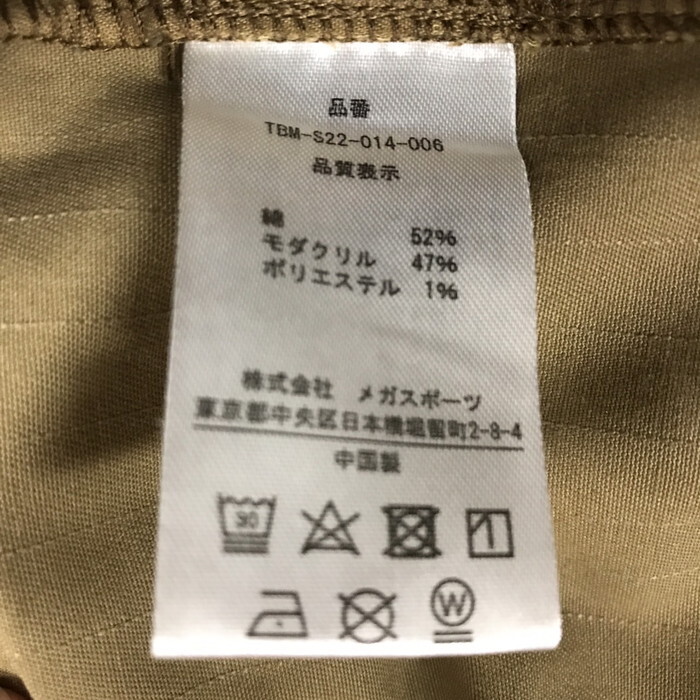 品番
TBM-S22-014-006
品質表示
綿 52%
モダクリル 47%
ポリエステル 1%
株式会社 メガスポーツ
東京都中央区日本橋堀留町2-8-4
中国製
30
W